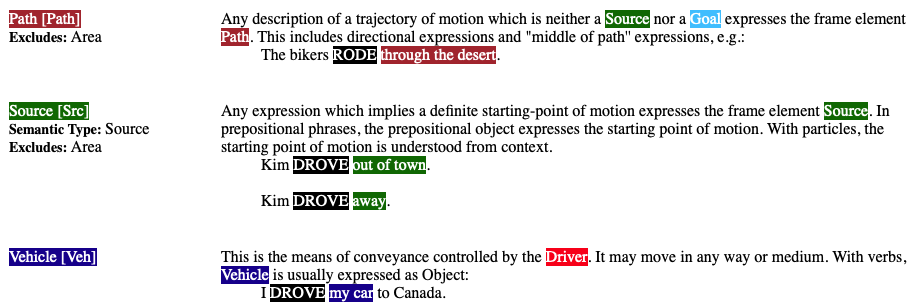 Path [Path]
Excludes: Area
Any description of a trajectory of motion which is neither a Source nor a Goal expresses the frame element
Path. This includes directional expressions and "middle of path" expressions, e.g.:
The bikers RODE through the desert.
Source [Src]
Semantic Type: Source
Excludes: Area
Any expression which implies a definite starting-point of motion expresses the frame element Source. In
prepositional phrases, the prepositional object expresses the starting point of motion. With particles, the
starting point of motion is understood from context.
Kim DROVE out of town.
Kim DROVE away.
Vehicle [Veh]
This is the means of conveyance controlled by the Driver. It may move in any way or medium. With verbs,
Vehicle is usually expressed as Object:
I DROVE my car to Canada.